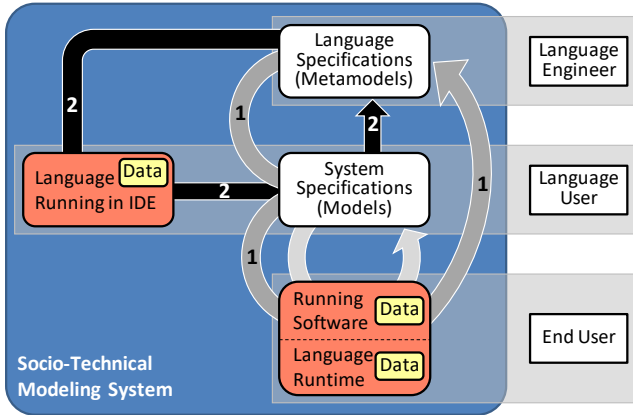 Language
Specifications
(Metamodels)
Language
Engineer
2
1
2
Language
Running in IDE
Data
2
System
Specifications
(Models)
1
Language
User
1
Running
Software
Data
Language
Runtime
Data
End User
Socio-Technical
Modeling System